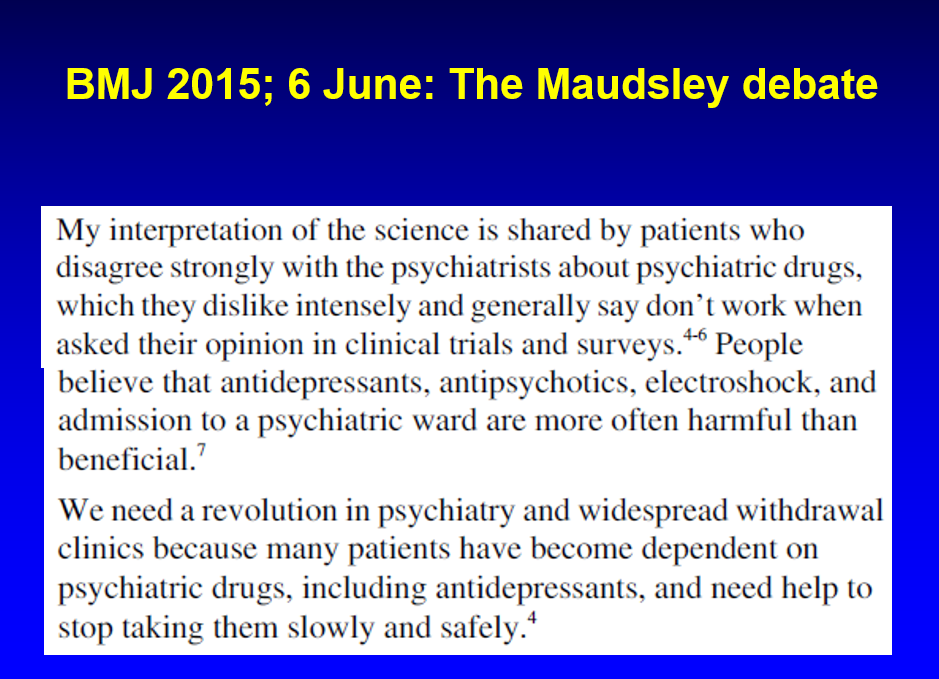 BMJ 2015; 6 June: The Maudsley debate
My interpretation of the science is shared by patients who
disagree strongly with the psychiatrists about psychiatric drugs,
which they dislike intensely and generally say don’t work when
asked their opinion in clinical trials and surveys.⁴⁻⁶ People
believe that antidepressants, antipsychotics, electroshock, and
admission to a psychiatric ward are more often harmful than
beneficial.⁷
We need a revolution in psychiatry and widespread withdrawal
clinics because many patients have become dependent on
psychiatric drugs, including antidepressants, and need help to
stop taking them slowly and safely.⁴